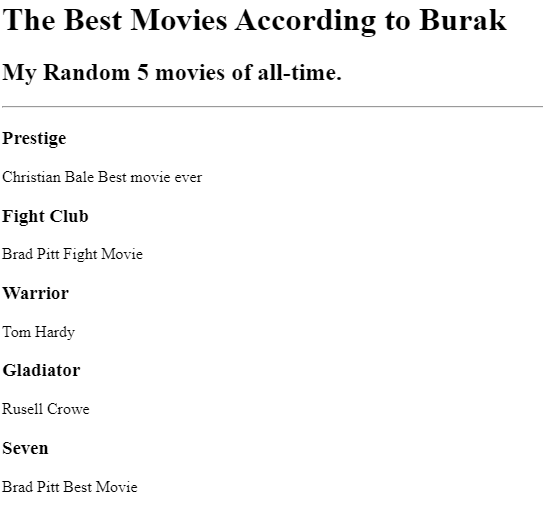 The Best Movies According to Burak
My Random 5 movies of all-time.
Prestige
Christian Bale Best movie ever
Fight Club
Brad Pitt Fight Movie
Warrior
Tom Hardy
Gladiator
Rusell Crowe
Seven
Brad Pitt Best Movie